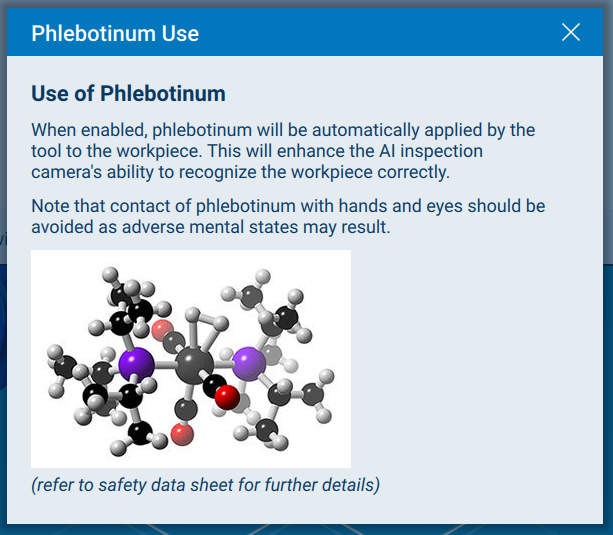 Phlebotinum Use
Use of Phlebotinum
When enabled, phlebotinum will be automatically applied by the
tool to the workpiece. This will enhance the AI inspection
camera's ability to recognize the workpiece correctly.
Note that contact of phlebotinum with hands and eyes should be
avoided as adverse mental states may result.
(refer to safety data sheet for further details)